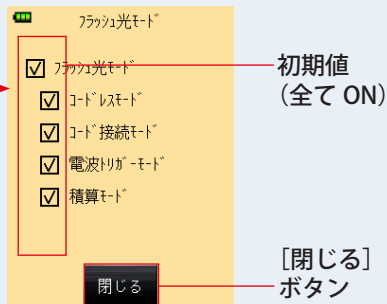 ﾌﾗｯｼｭ光ﾓｰﾄﾞ
ﾌﾗｯｼｭ光ﾓｰﾄﾞ
ｺｰﾄﾞﾚｽﾓｰﾄﾞ
ｺｰﾄﾞ接続ﾓｰﾄﾞ
電波ﾄﾘｶﾞｰﾓｰﾄﾞ
積算ﾓｰﾄﾞ
閉じる
初期値
（全て ON）
［閉じる］
ボタン